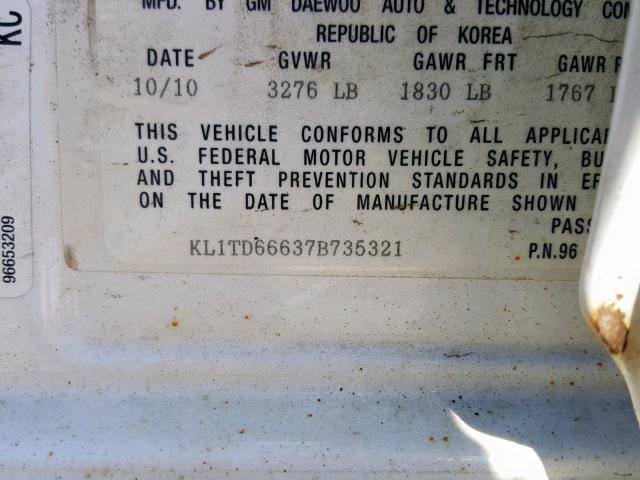 KC
MFD. BY GM DAEWOO AUTO & TECHNOLOGY
REPUBLIC OF KOREA
DATE GVWR GAWR FRT GAWR
10/10 3276 LB 1830 LB 1767
THIS VEHICLE CONFORMS TO ALL
U.S. FEDERAL MOTOR VEHICLE SAFETY,
AND THEFT PREVENTION STANDARDS IN
ON THE DATE OF MANUFACTURE SHOWN
PASS
KL1TD66637B735321 P.N.96
96653209